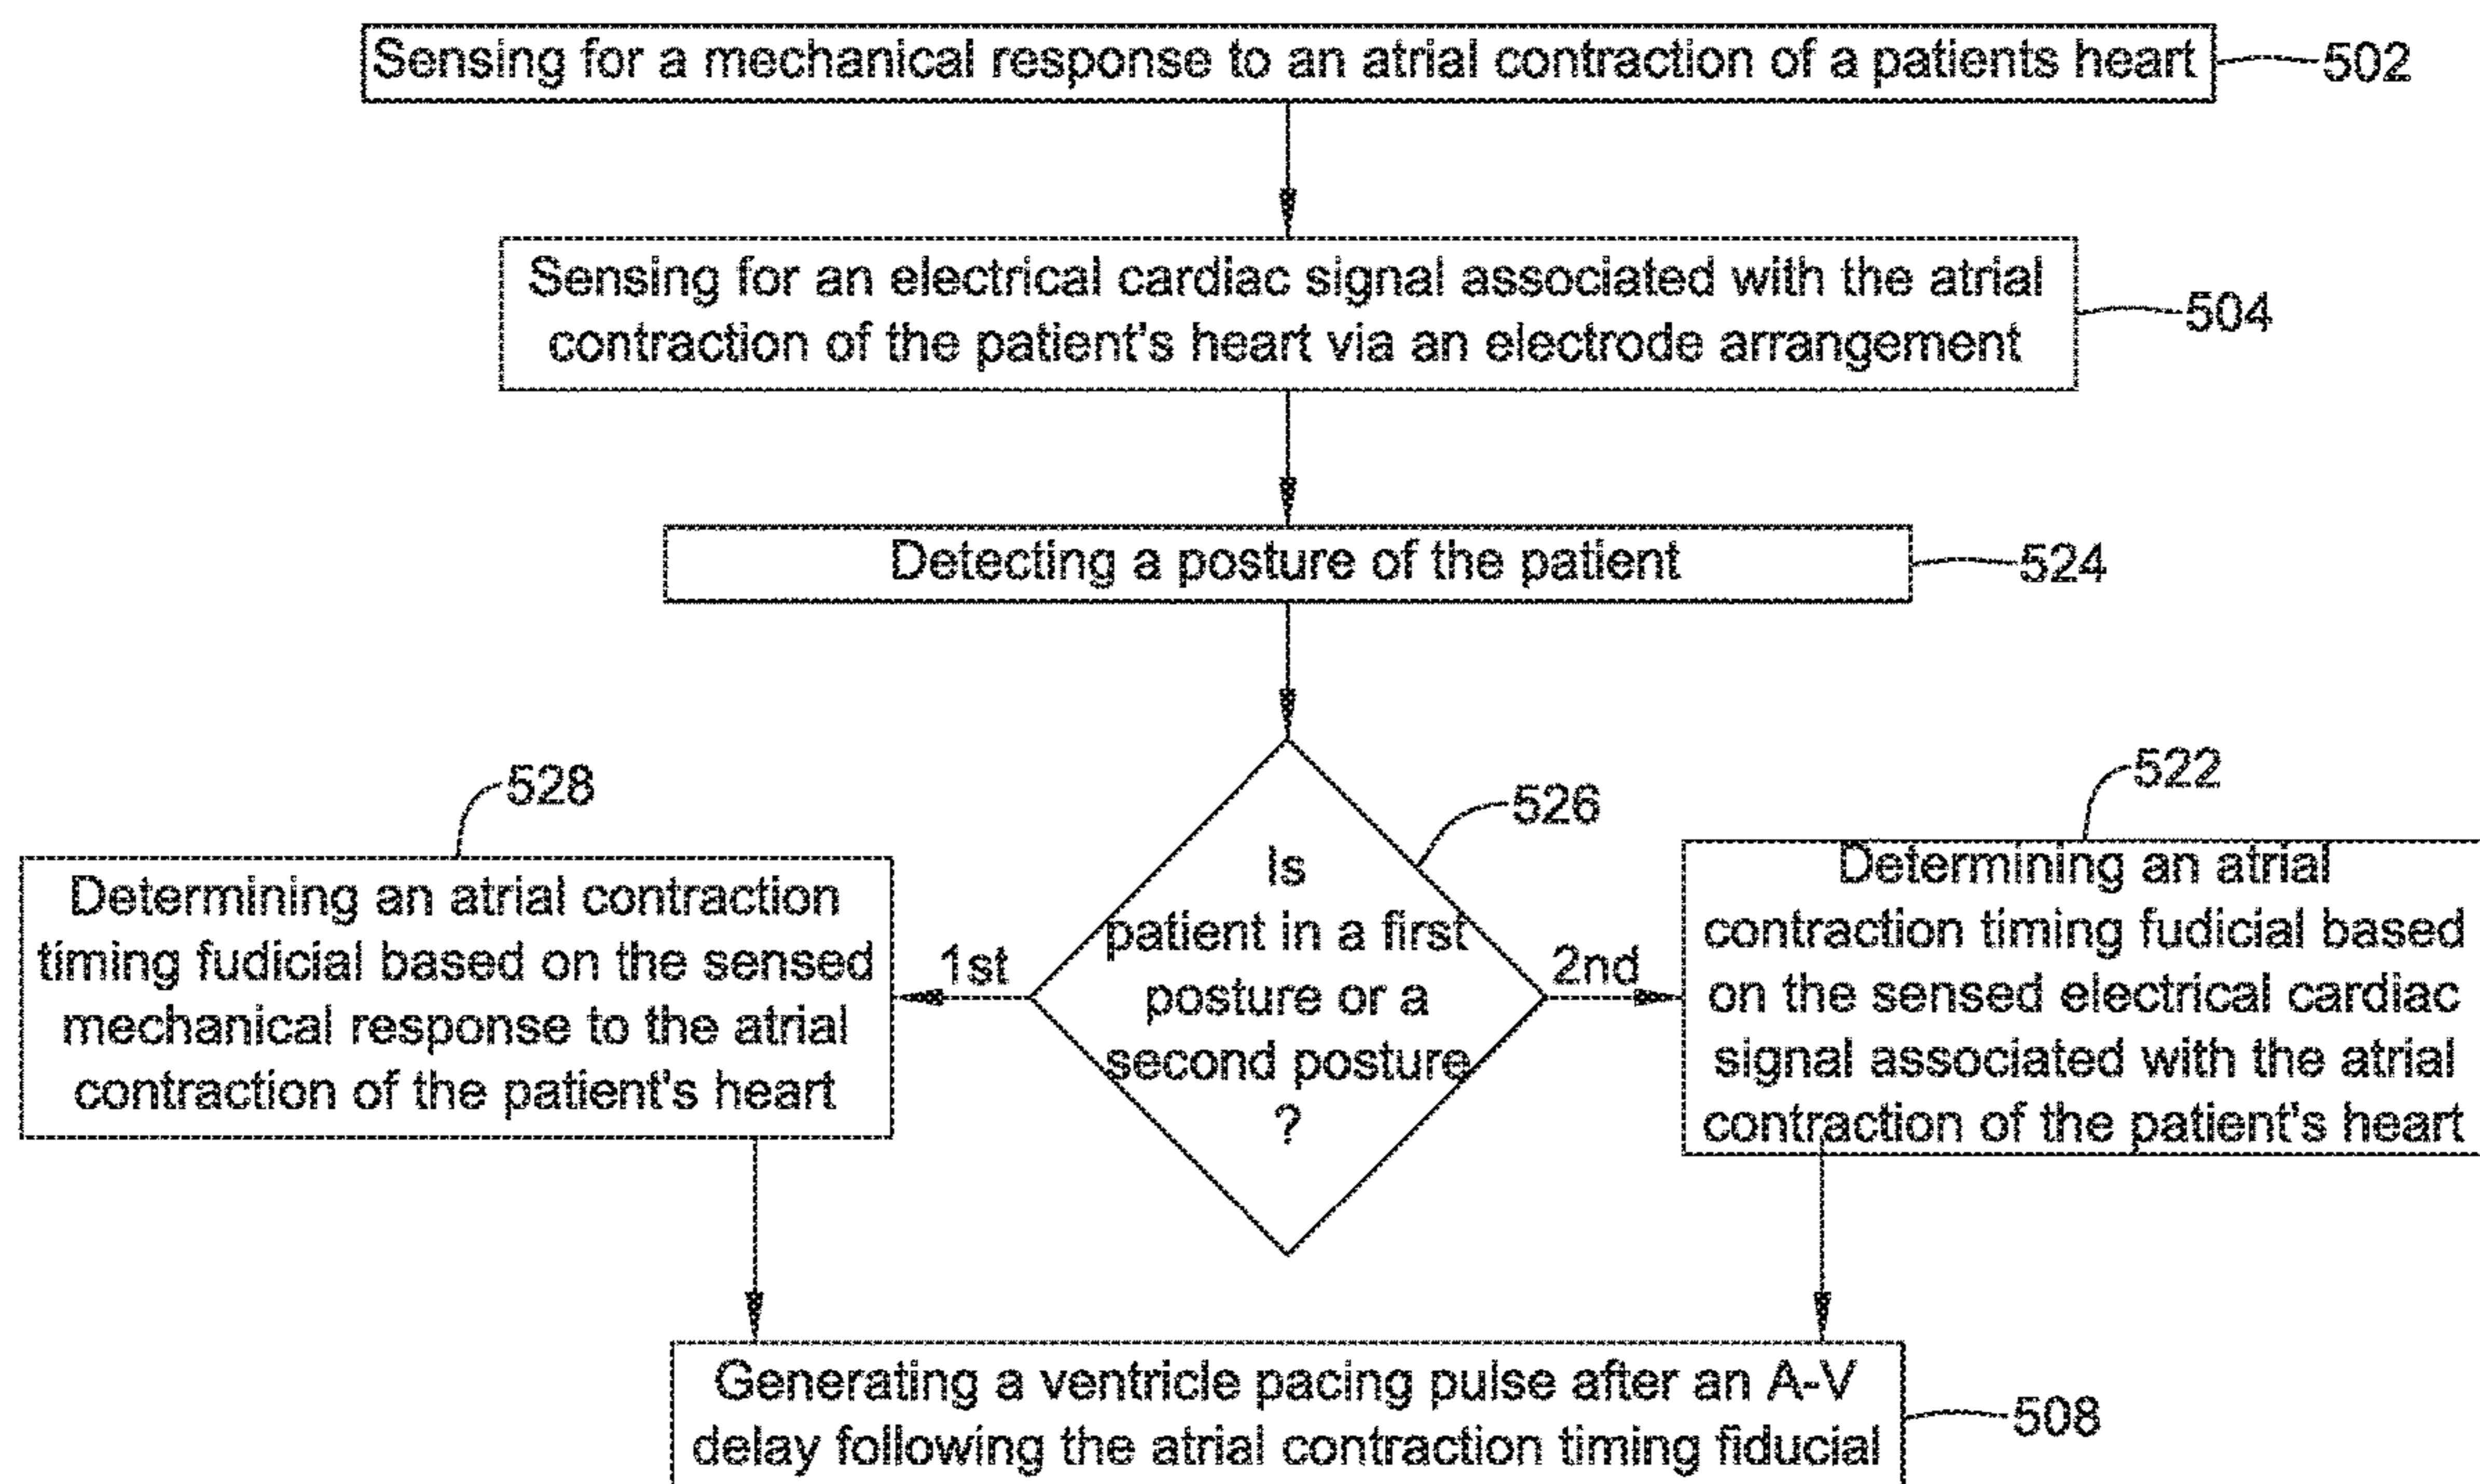 Sensing for a mechanical response to an atrial contraction of a patients heart
502
Sensing for an electrical cardiac signal associated with the atrial
contraction of the patient's heart via an electrode arrangement
504
Detecting a posture of the patient
524
528
Determining an atrial contraction
timing fudicial based on the sensed
mechanical response to the atrial
contraction of the patient's heart
1st
526
Is
patient in a first
posture or a
second posture
?
2nd
522
Determining an atrial
contraction timing fudicial based
on the sensed electrical cardiac
signal associated with the atrial
contraction of the patient's heart
Generating a ventricle pacing pulse after an A-V
delay following the atrial contraction timing fiducial
508